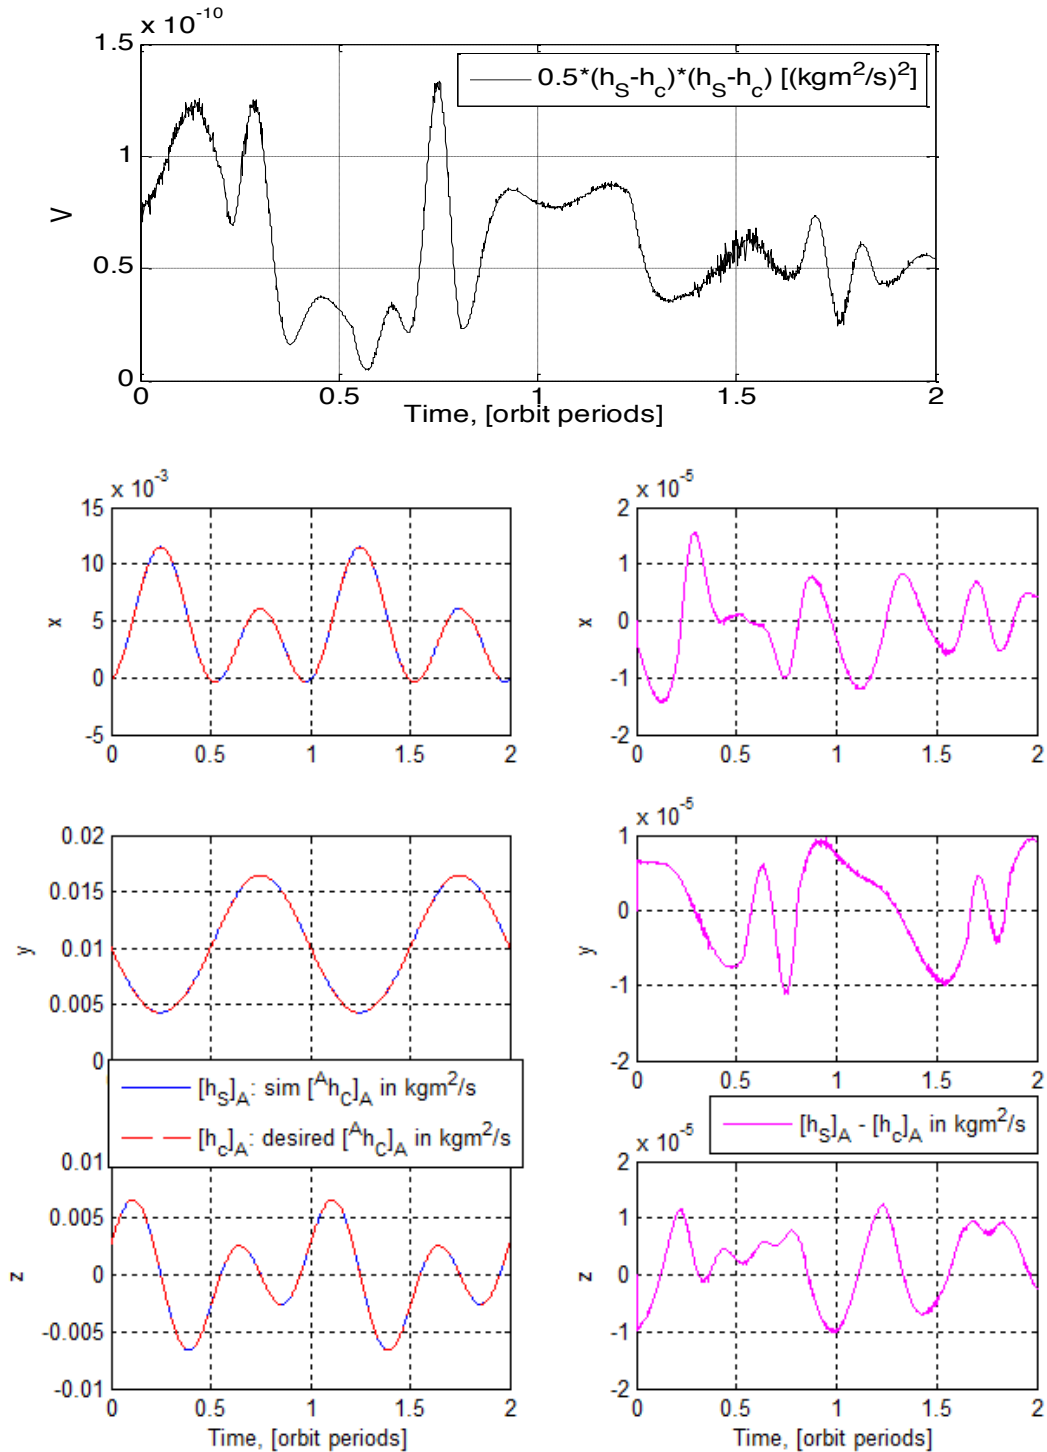 x 10^-10
1.5
1
0.5
0
V
0.5*(h_S-h_c)*(h_S-h_c) [(kgm^2/s)^2]
0 0.5 1 1.5 2
Time, [orbit periods]
x 10^-3
15
10
5
0
-5
x
0 0.5 1 1.5 2
x 10^-5
2
1
0
-1
-2
x
0 0.5 1 1.5 2
0.02
0.015
0.01
0.005
0
y
x 10^-5
1
0
-1
-2
y
0 0.5 1 1.5 2
[h_S]_A: sim [^Ah_C]_A in kgm^2/s
[h_c]_A: desired [^Ah_C]_A in kgm^2/s
[h_S]_A - [h_c]_A in kgm^2/s
0.01
0.005
0
-0.005
-0.01
z
0 0.5 1 1.5 2
Time, [orbit periods]
x 10^-5
2
1
0
-1
-2
z
0 0.5 1 1.5 2
Time, [orbit periods]